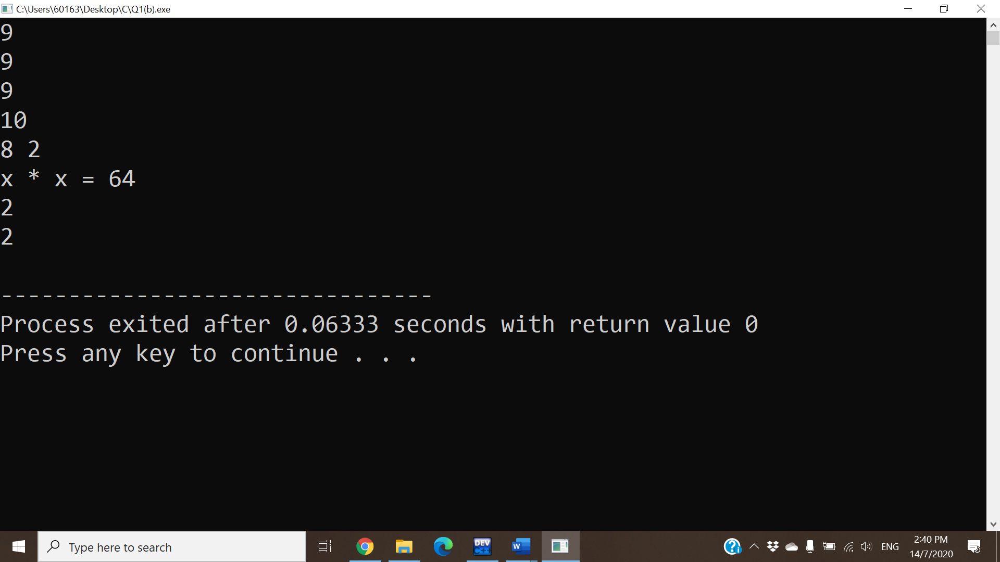 C:\Users\60163\Desktop\C\Q1(b).exe
9
9
9
10
8 2
x * x = 64
2
2
--------------------------------
Process exited after 0.06333 seconds with return value 0
Press any key to continue . . .
Type here to search
DEV
C++
W
?
i
ENG
2:40 PM
14/7/2020